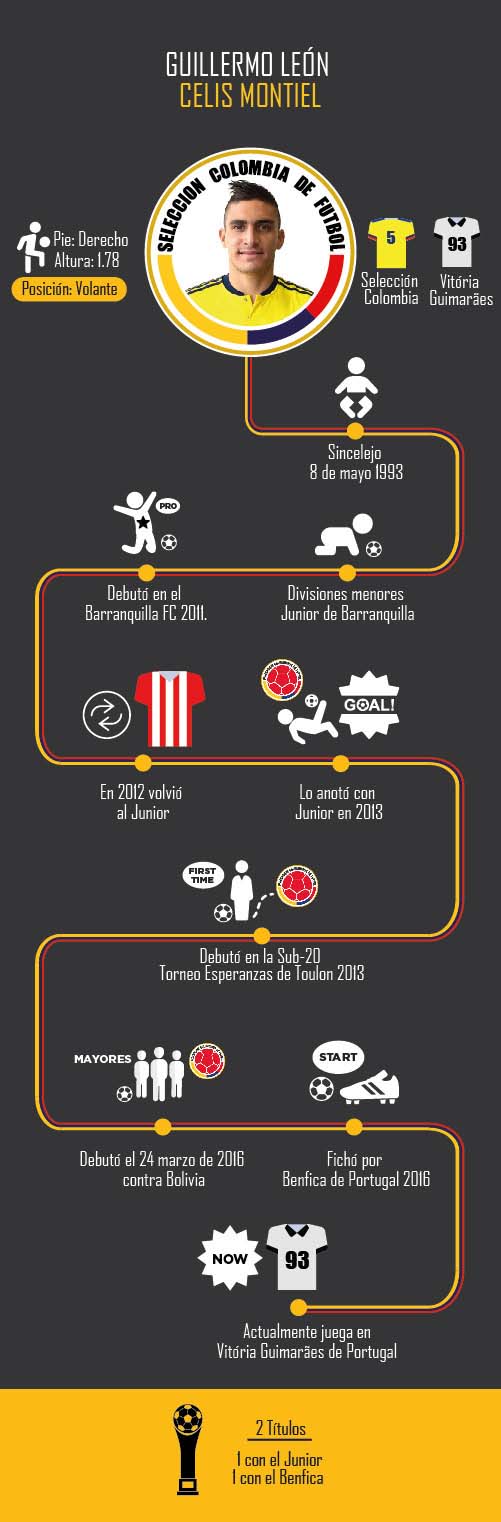 GUILLERMO LEÓN
CELIS MONTIEL
SELECCION COLOMBIA DE FUTBOL
Pie: Derecho
Altura: 1.78
Posición: Volante
5
Selección
Colombia
93
Vitória
Guimarães
Sincelejo
8 de mayo 1993
PRO
Debutó en el
Barranquilla FC 2011.
Divisiones menores
Junior de Barranquilla
En 2012 volvió
al Junior
GOAL!
Lo anotó con
Junior en 2013
FIRST
TIME
Debutó en la Sub-20
Torneo Esperanzas de Toulon 2013
MAYORES
Debutó el 24 marzo de 2016
contra Bolivia
START
Fichó por
Benfica de Portugal 2016
NOW
93
Actualmente juega en
Vitória Guimarães de Portugal
2 Títulos
1 con el Junior
1 con el Benfica